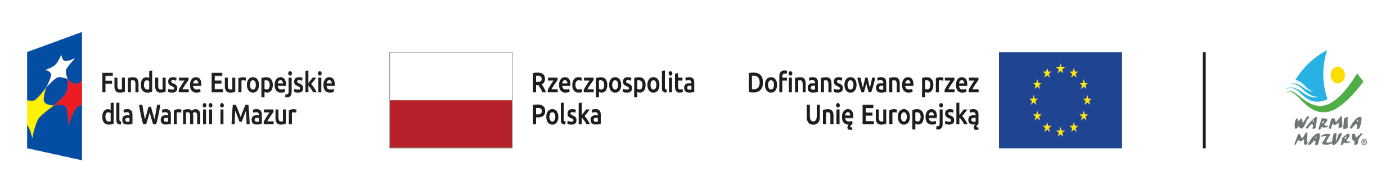 Fundusze Europejskie
dla Warmii i Mazur
Rzeczpospolita
Polska
Dofinansowane przez
Unię Europejską
WARMIA
MAZURY®